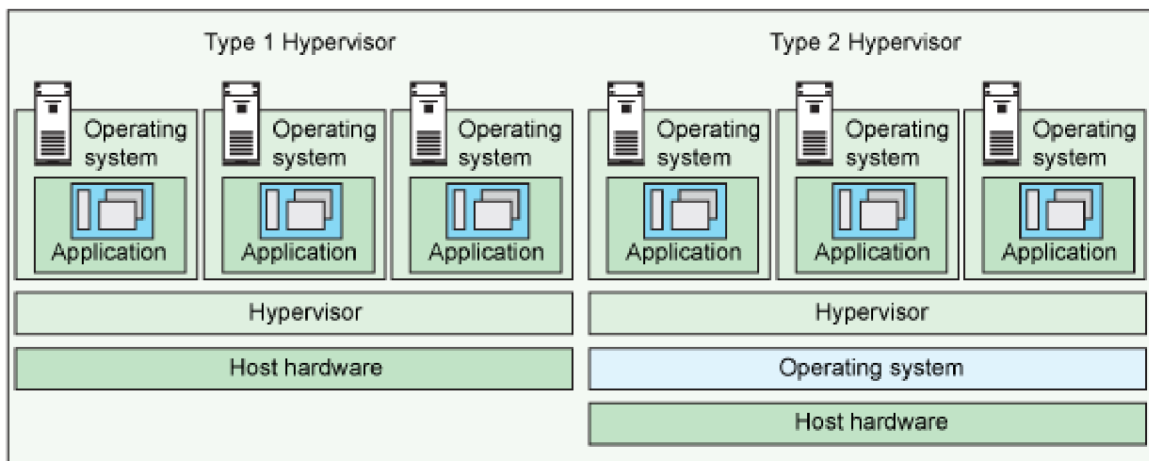 Type 1 Hypervisor
Operating
system
Application
Operating
system
Application
Operating
system
Application
Hypervisor
Host hardware
Type 2 Hypervisor
Operating
system
Application
Operating
system
Application
Operating
system
Application
Hypervisor
Operating system
Host hardware